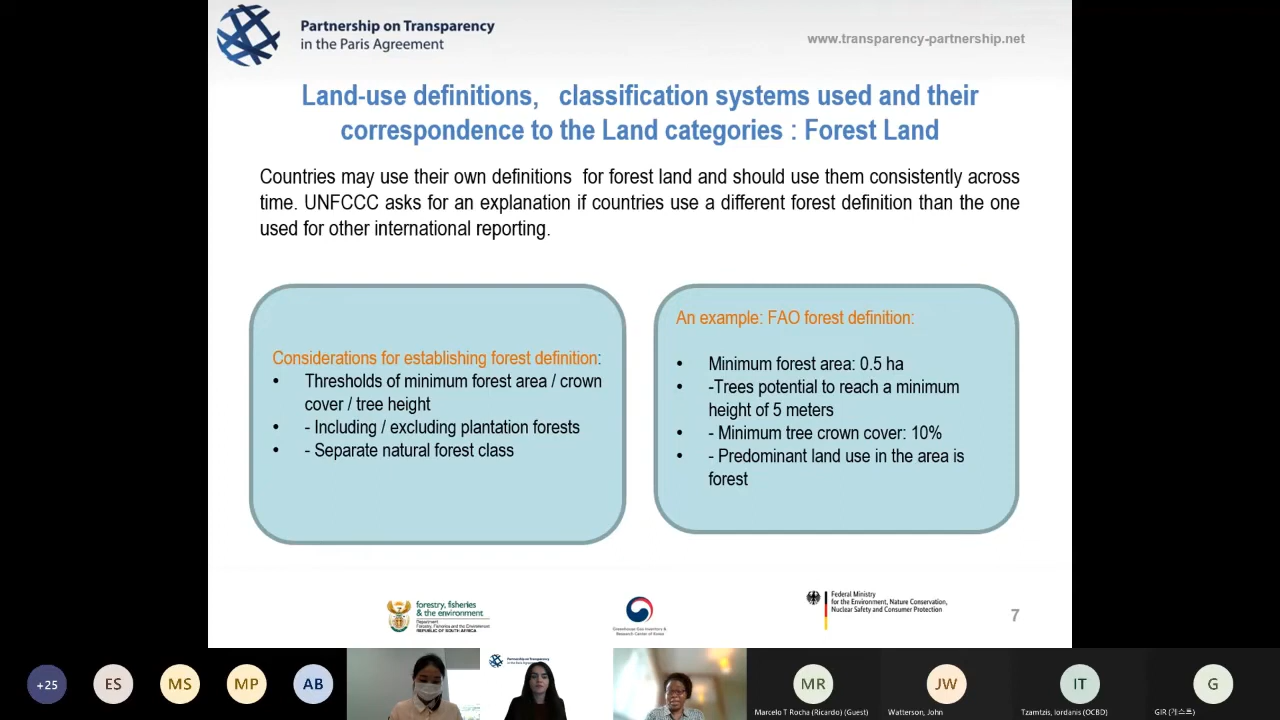 Partnership on Transparency
in the Paris Agreement
www.transparency-partnership.net
Land-use definitions, classification systems used and their
correspondence to the Land categories : Forest Land
Countries may use their own definitions for forest land and should use them consistently across
time. UNFCCC asks for an explanation if countries use a different forest definition than the one
used for other international reporting.
Considerations for establishing forest definition:
• Thresholds of minimum forest area / crown
cover / tree height
• - Including / excluding plantation forests
• - Separate natural forest class
An example: FAO forest definition:
• Minimum forest area: 0.5 ha
• -Trees potential to reach a minimum
height of 5 meters
• - Minimum tree crown cover: 10%
• - Predominant land use in the area is
forest
forestry, fisheries
& the environment
Department:
Forestry, Fisheries and the Environment
REPUBLIC OF SOUTH AFRICA
Greenhouse Gas Inventory &
Research Center of Korea
Federal Ministry
for the Environment, Nature Conservation,
Nuclear Safety and Consumer Protection
7
+25
ES
MS
MP
AB
Partnership on Transparency
in the Paris Agreement
MR
Marcelo T Rocha (Ricardo) (Guest)
JW
Watterson, John
IT
Tzamtzis, Iordanis (OCBD)
G
GIR (게스트)